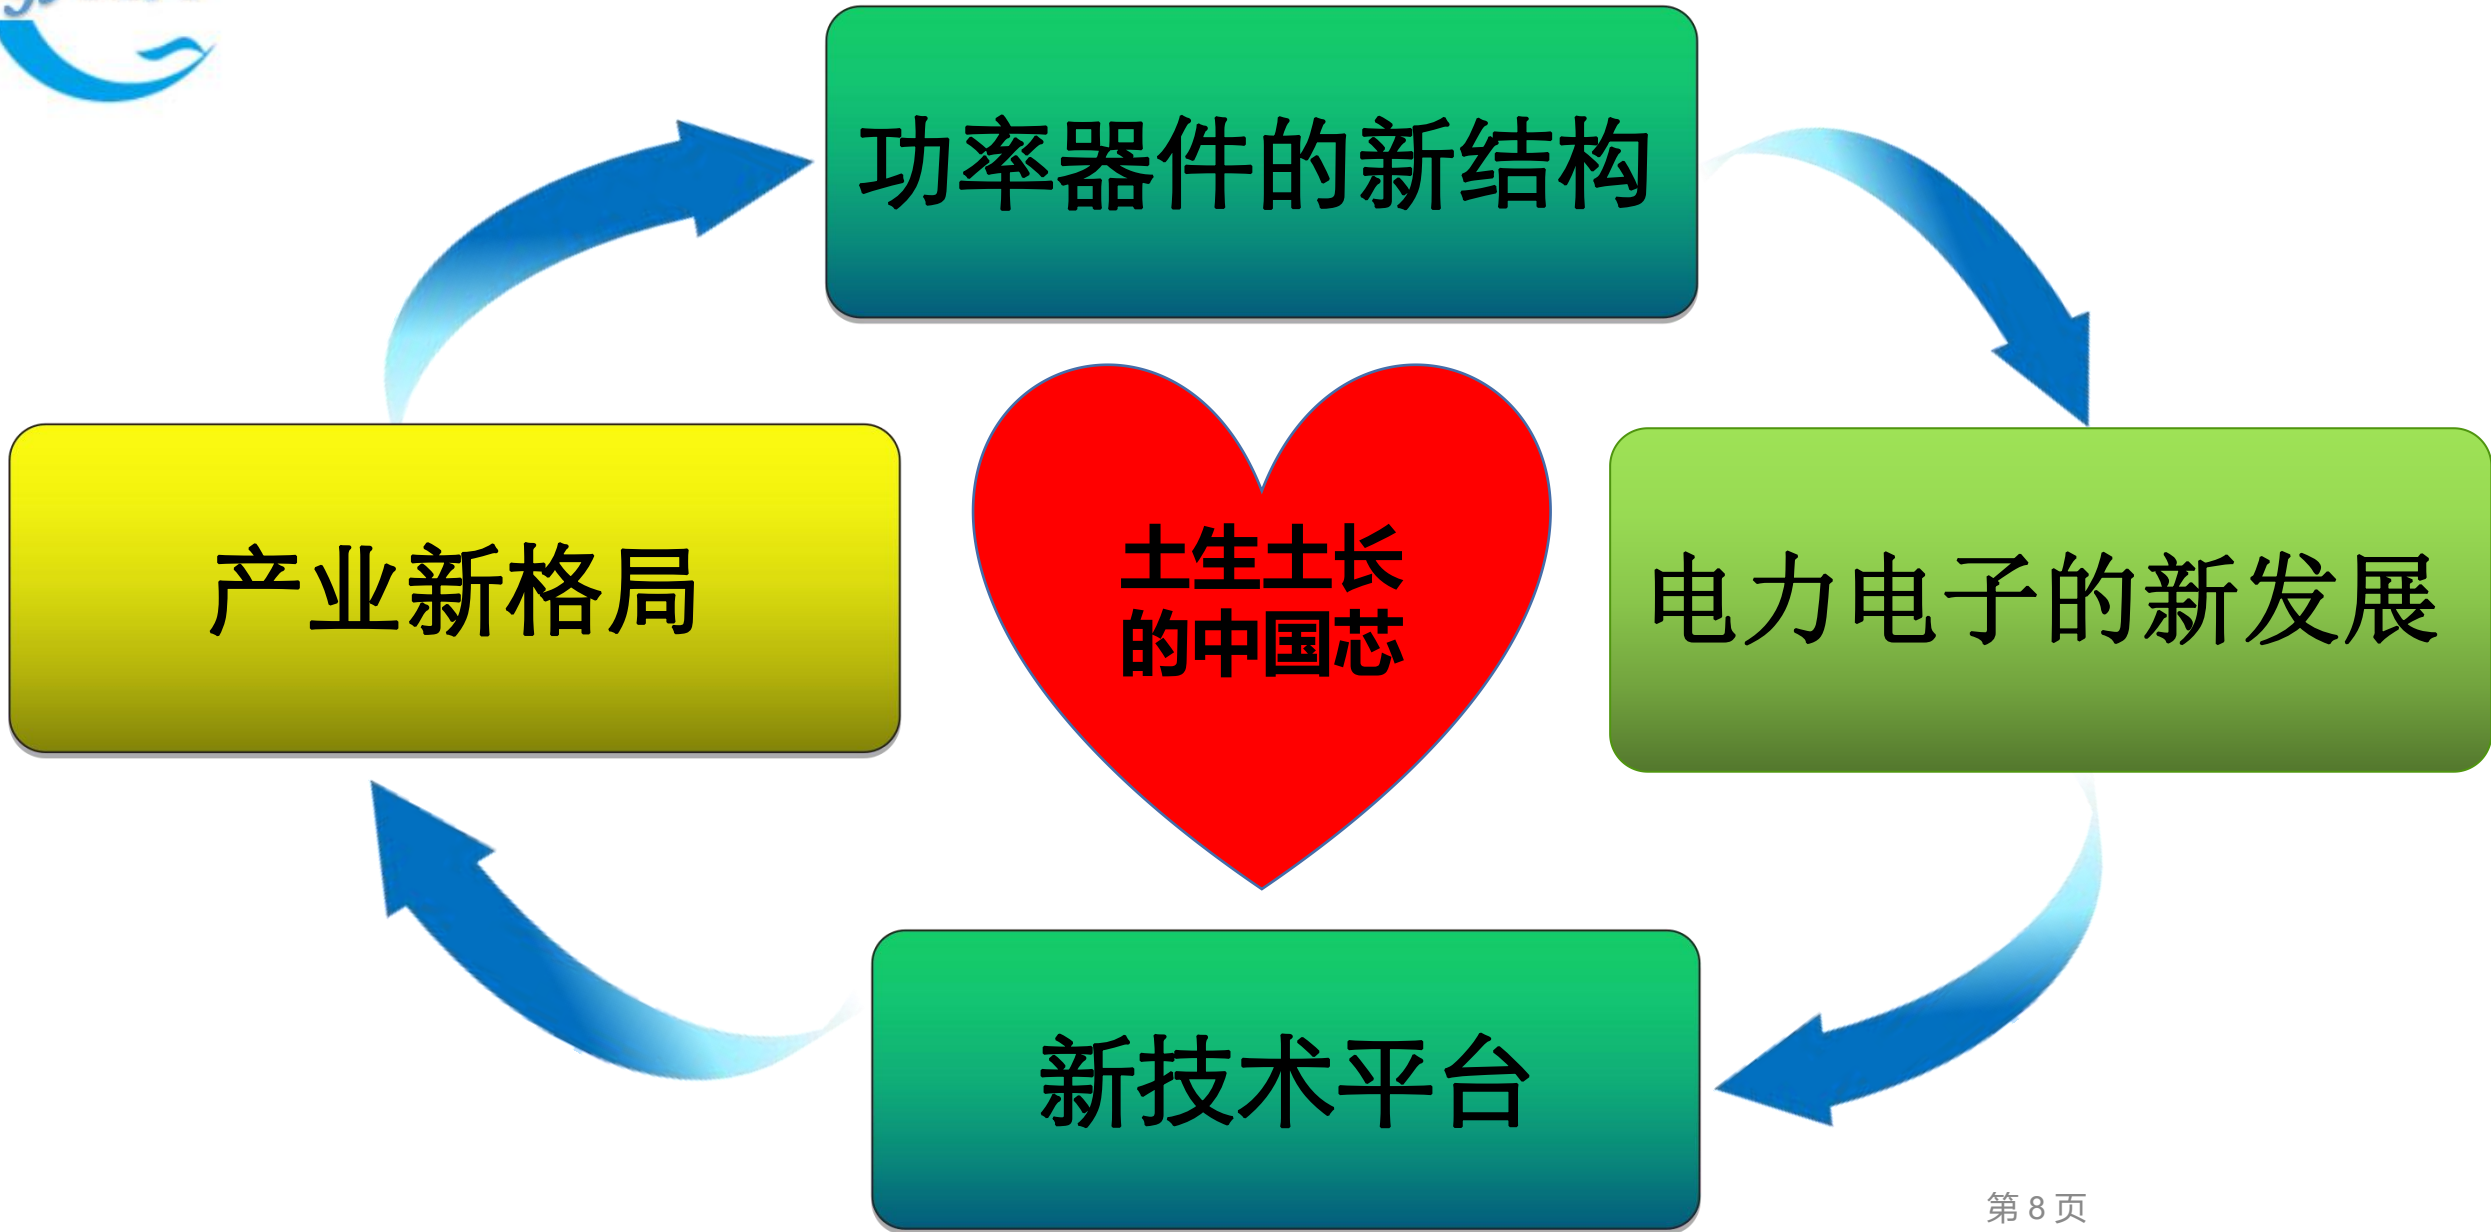 功率器件的新结构
产业新格局
土生土长
的中国芯
电力电子的新发展
新技术平台
第 8 页